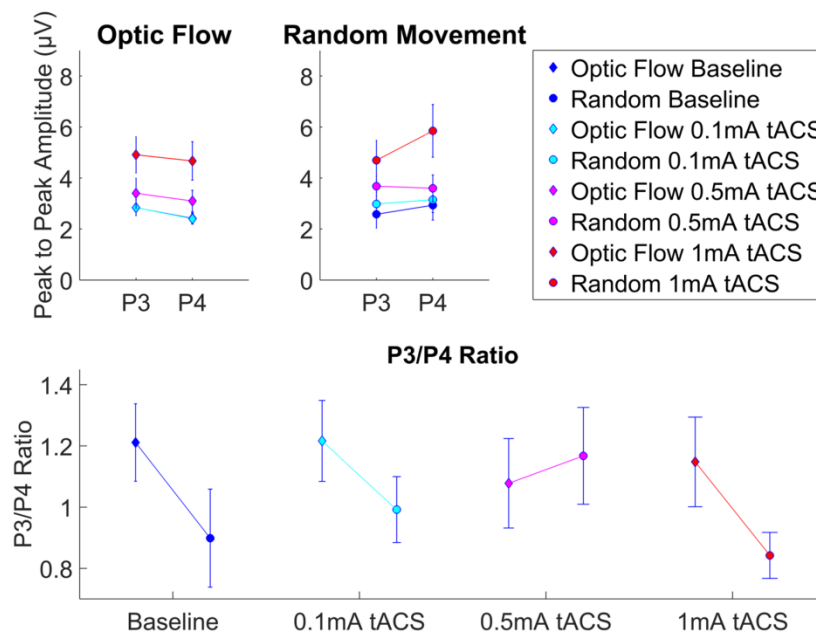 Optic Flow
Random Movement
Peak to Peak Amplitude (µV)
8
6
4
2
0
P3 P4
8
6
4
2
0
P3 P4
Optic Flow Baseline
Random Baseline
Optic Flow 0.1mA tACS
Random 0.1mA tACS
Optic Flow 0.5mA tACS
Random 0.5mA tACS
Optic Flow 1mA tACS
Random 1mA tACS
P3/P4 Ratio
P3/P4 Ratio
1.4
1.2
1
0.8
Baseline 0.1mA tACS 0.5mA tACS 1mA tACS